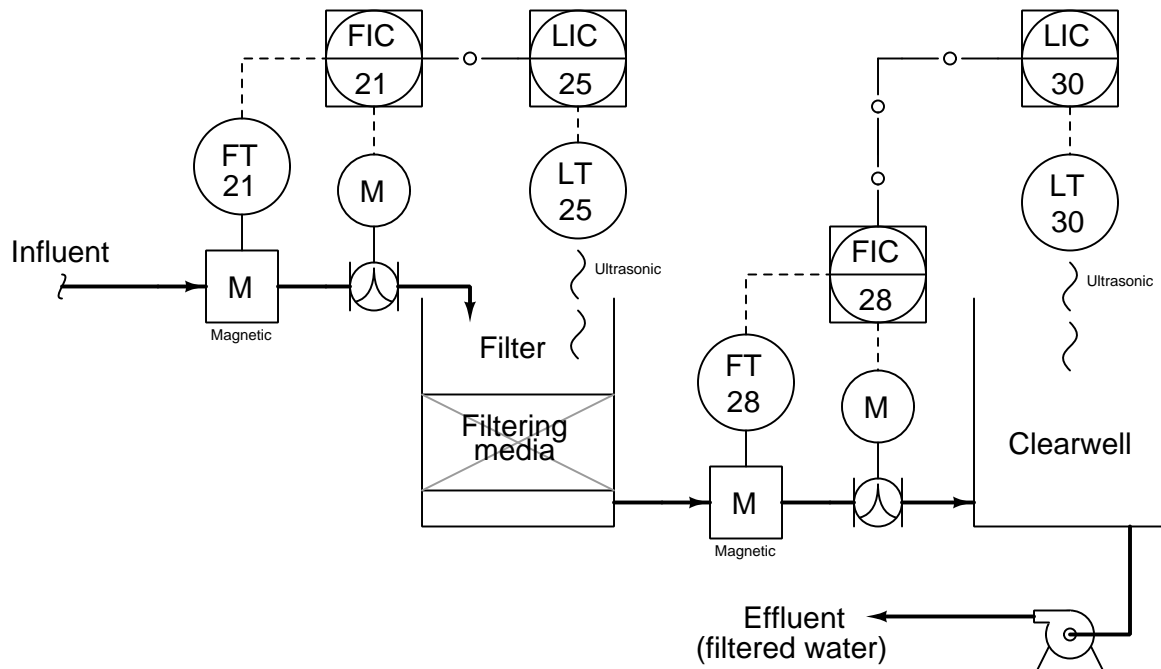 FIC
21
LIC
25
LIC
30
FT
21
M
LT
25
LT
30
Influent
M
Magnetic
Ultrasonic
FIC
28
Ultrasonic
Filter
FT
28
M
Filtering
media
Clearwell
M
Magnetic
Effluent
(filtered water)